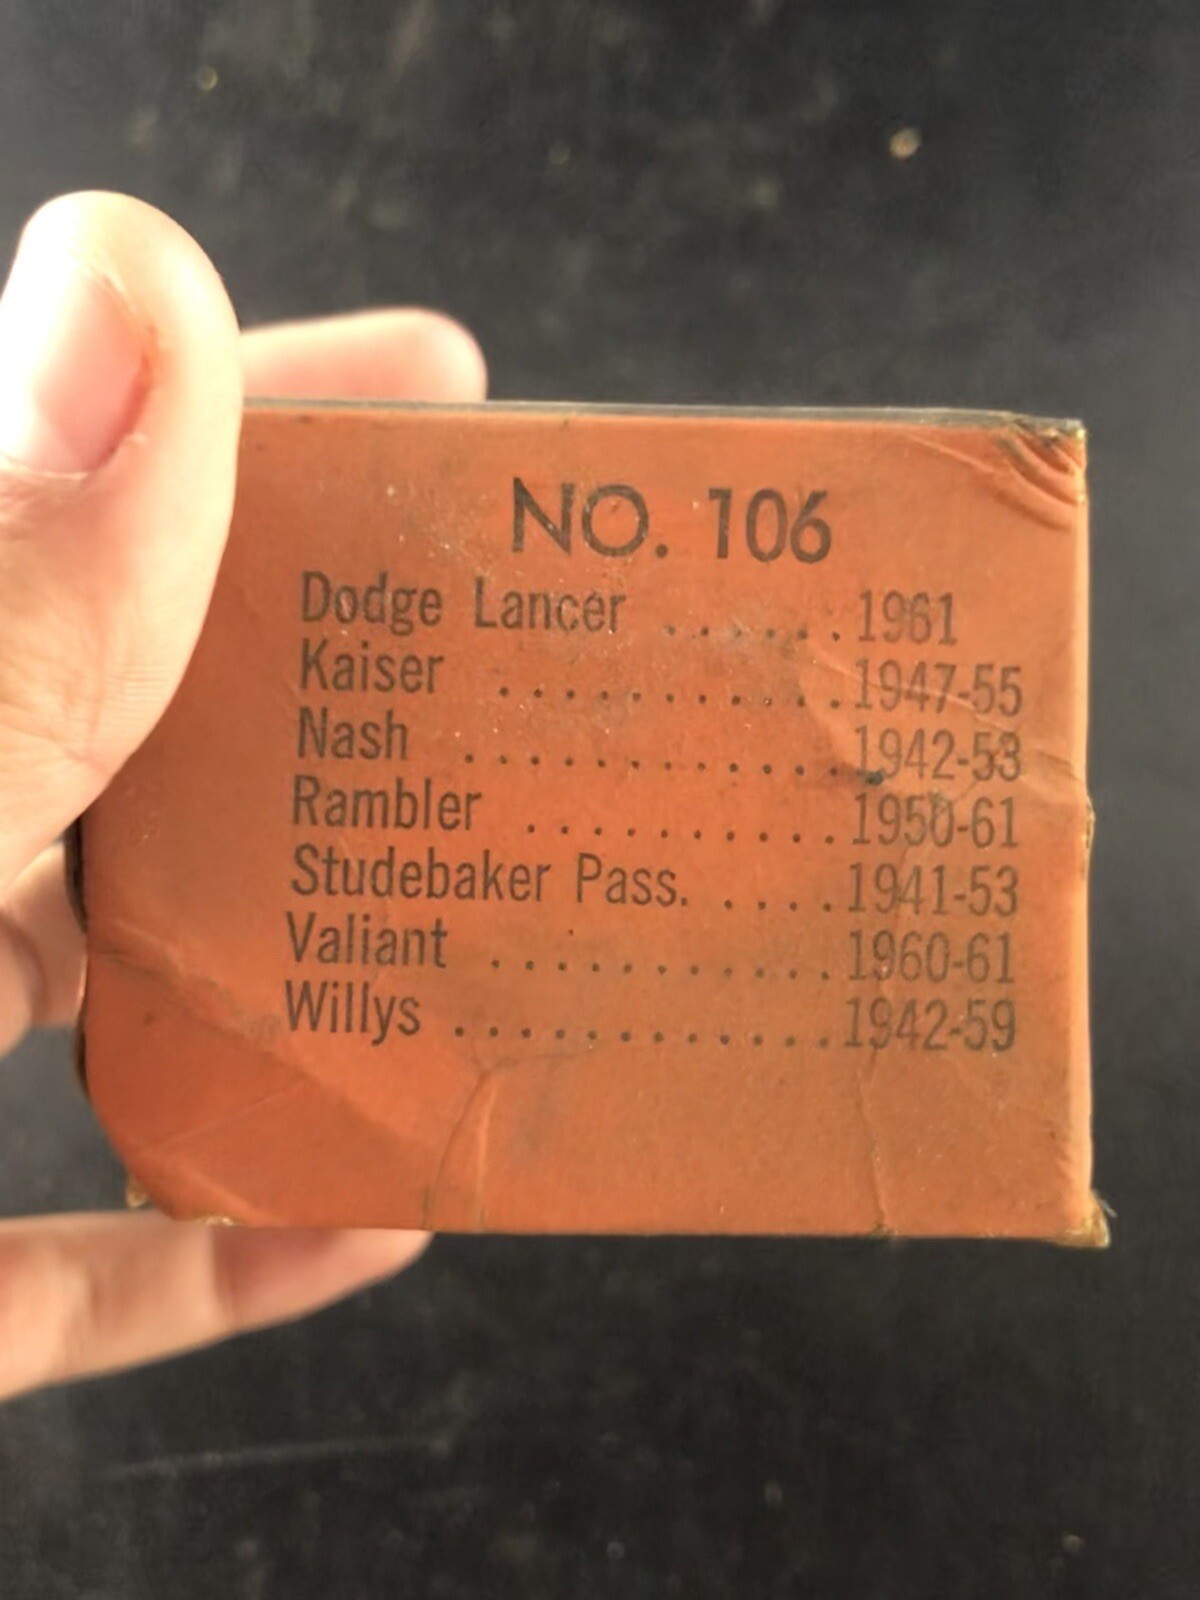 NO. 106
Dodge Lancer ......1961
Kaiser ...........1947-55
Nash ............1942-53
Rambler ..........1950-61
Studebaker Pass. ....1941-53
Valiant ...........1960-61
Willys ............1942-59